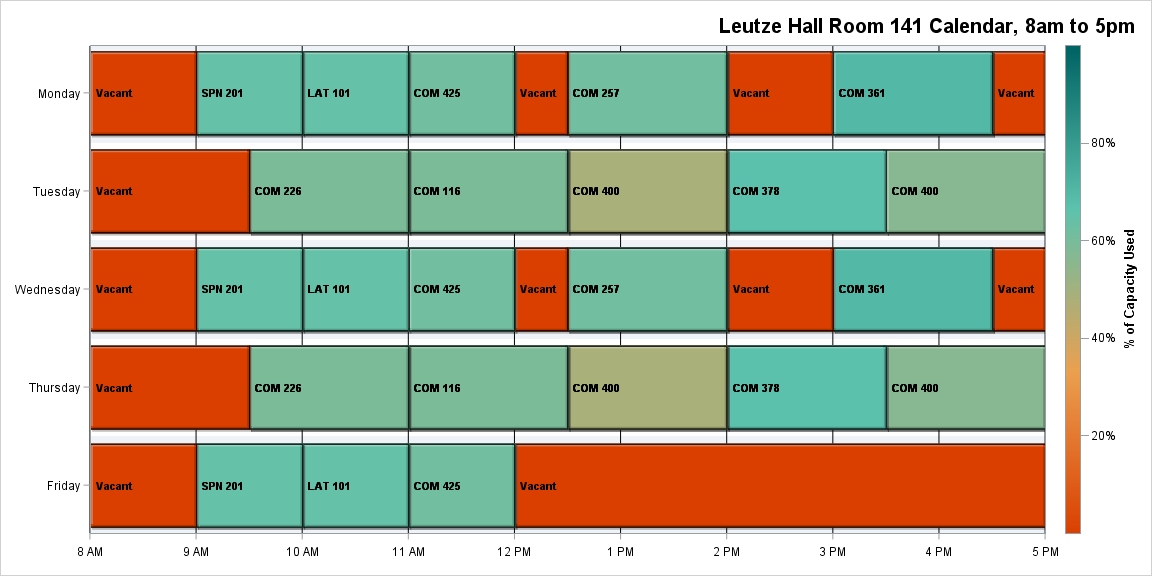 Leutze Hall Room 141 Calendar, 8am to 5pm
Monday Vacant SPN 201 LAT 101 COM 425 Vacant COM 257 Vacant COM 361 Vacant
Tuesday Vacant COM 226 COM 116 COM 400 COM 378 COM 400
Wednesday Vacant SPN 201 LAT 101 COM 425 Vacant COM 257 Vacant COM 361 Vacant
Thursday Vacant COM 226 COM 116 COM 400 COM 378 COM 400
Friday Vacant SPN 201 LAT 101 COM 425 Vacant
8 AM 9 AM 10 AM 11 AM 12 PM 1 PM 2 PM 3 PM 4 PM 5 PM
80%
60%
40%
20%
% of Capacity Used